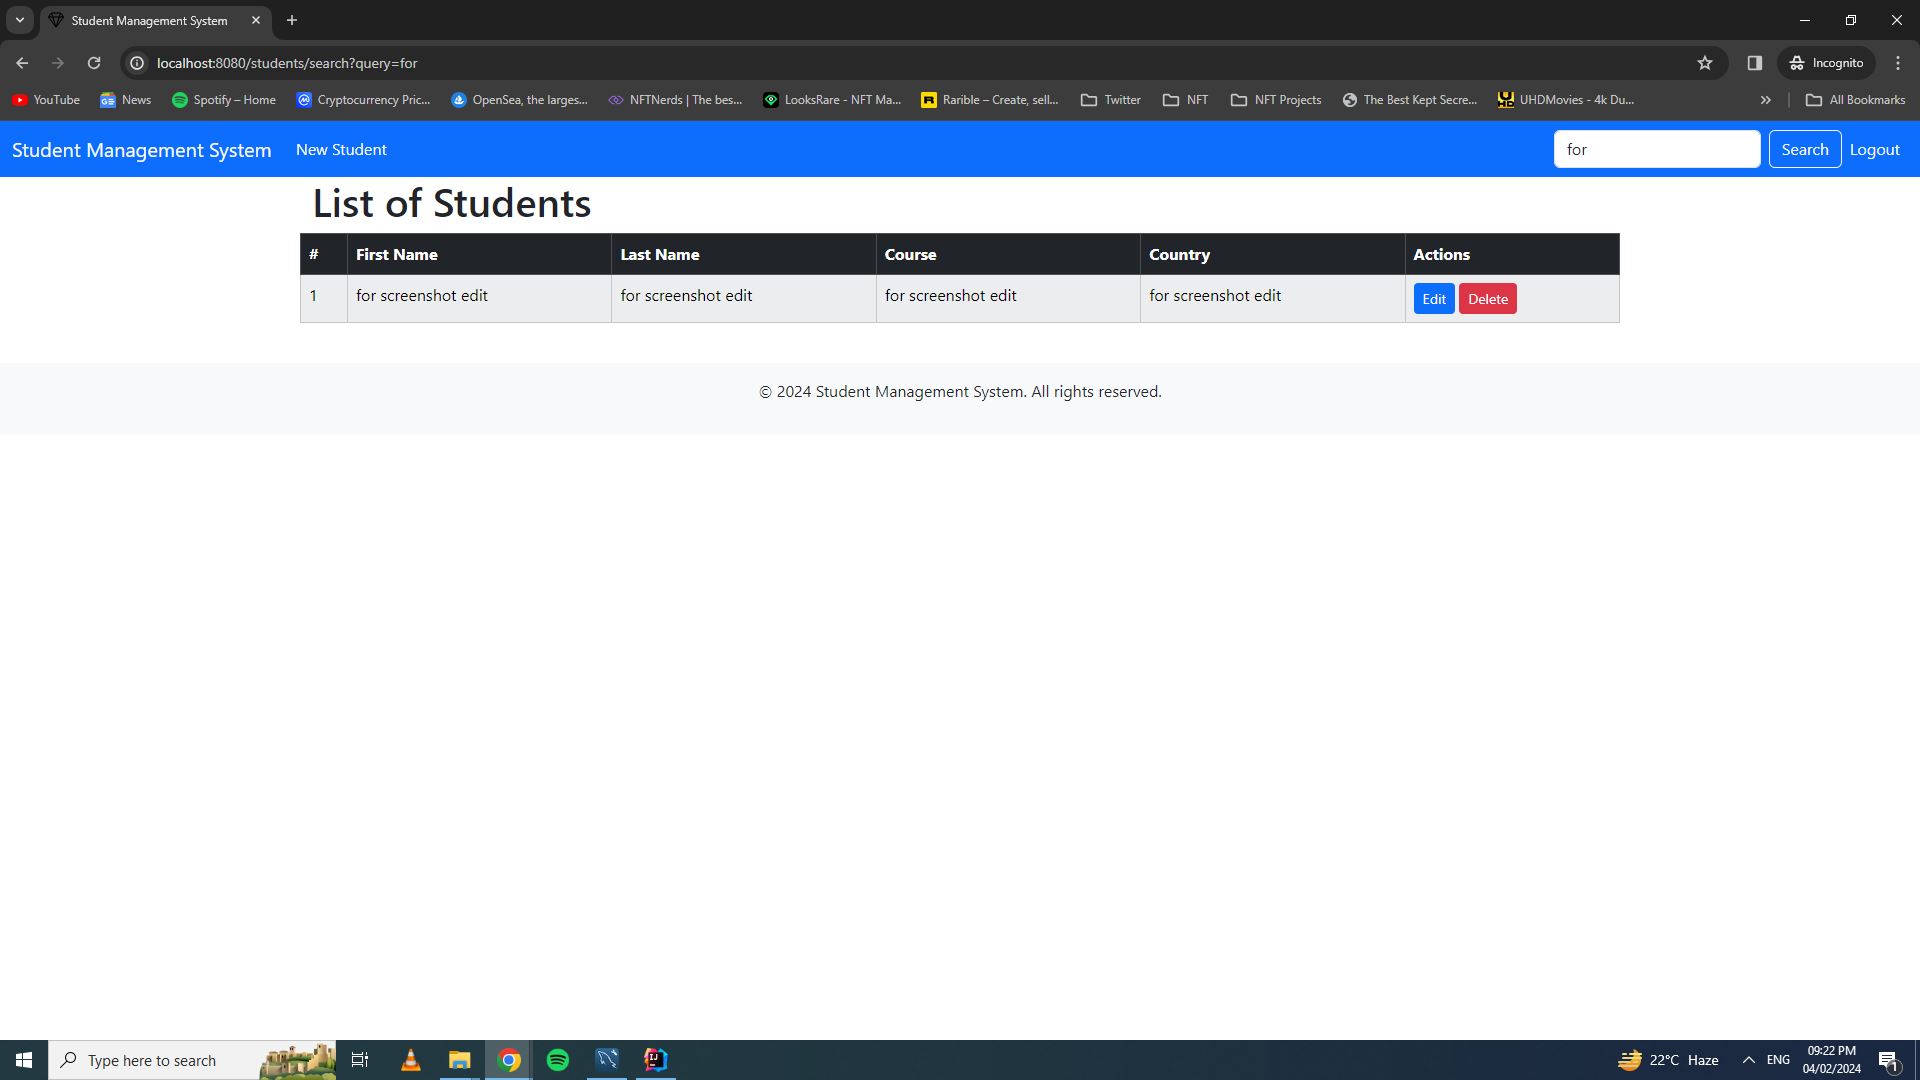 Student Management System
localhost:8080/students/search?query=for
Incognito
YouTube News Spotify – Home Cryptocurrency Pric... OpenSea, the larges... NFTNerds | The bes... LooksRare - NFT Ma... Rarible – Create, sell... Twitter NFT NFT Projects The Best Kept Secre... UHDMovies - 4k Du... All Bookmarks
Student Management System New Student for Search Logout
List of Students
# First Name Last Name Course Country Actions
1 for screenshot edit for screenshot edit for screenshot edit for screenshot edit Edit Delete
© 2024 Student Management System. All rights reserved.
Type here to search 22°C Haze ENG 09:22 PM
04/02/2024 1